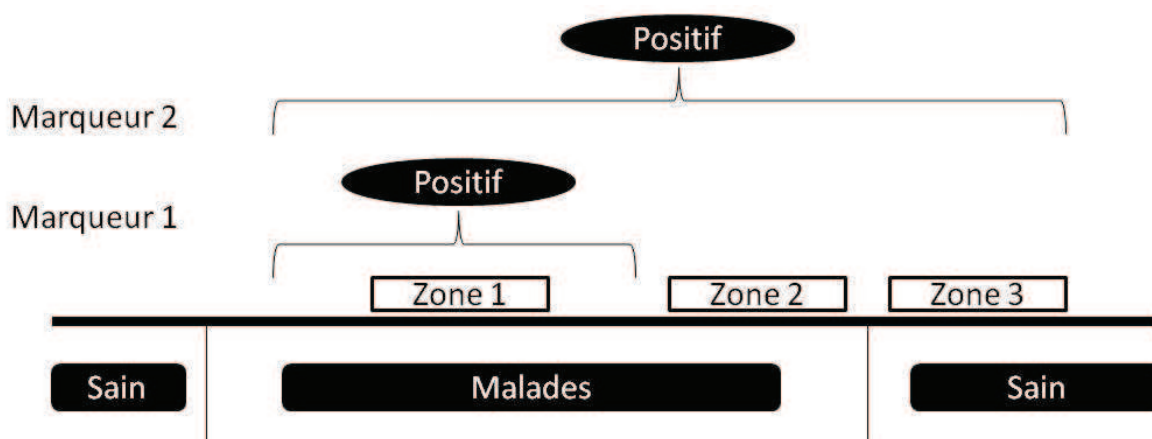 Positif
Marqueur 2
Positif
Marqueur 1
Zone 1 Zone 2 Zone 3
Sain Malades Sain